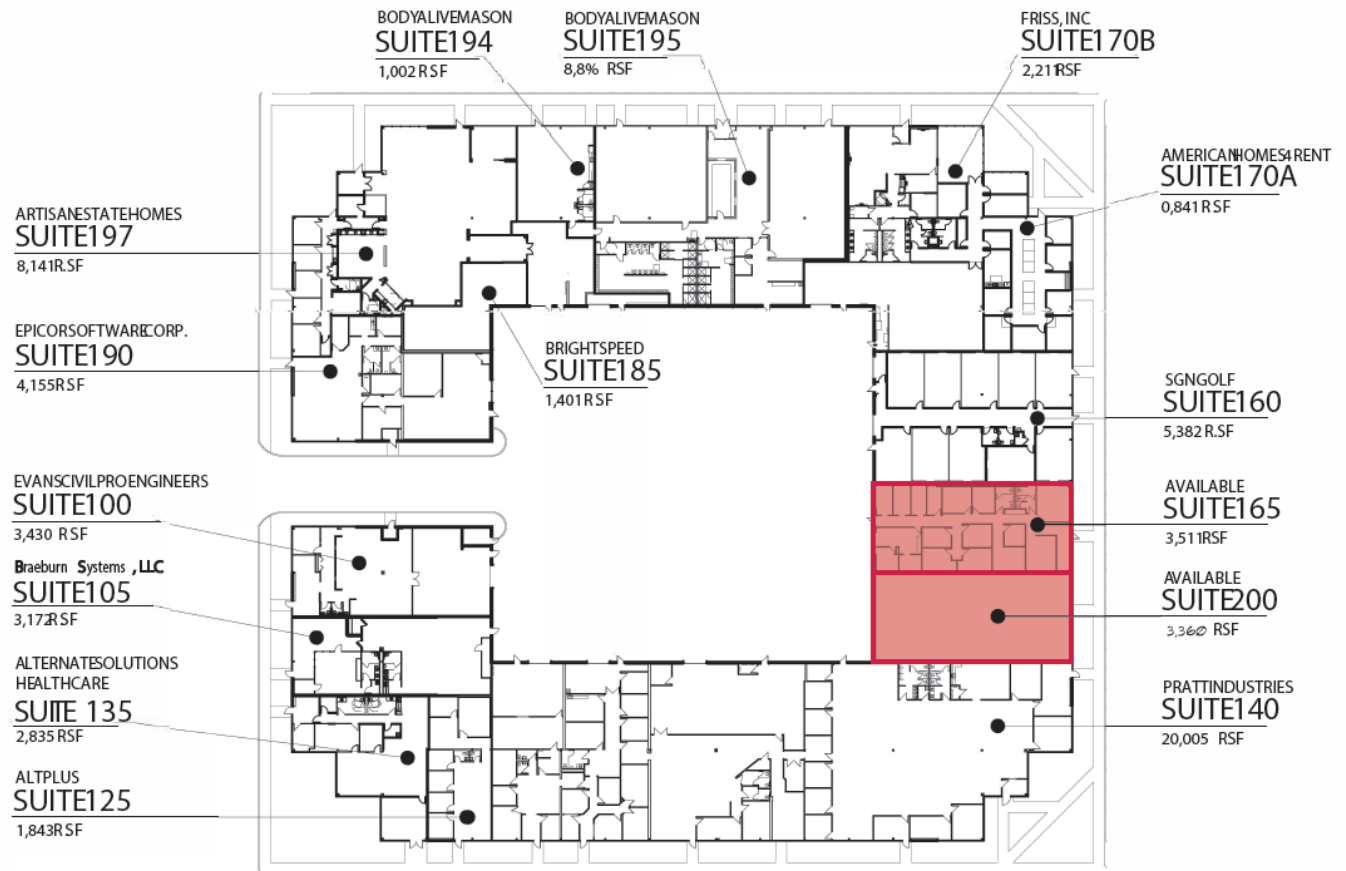 BODYALIVEMASON
SUITE194
1,002 RSF
BODYALIVEMASON
SUITE195
8,8% RSF
FRISS, INC
SUITE170B
2,211RSF
AMERICANHOMES4RENT
SUITE170A
0,841 RSF
ARTISANESTATEHOMES
SUITE197
8,141R.SF
EPICORSOFTWARECORP.
SUITE190
4,155RSF
BRIGHTSPEED
SUITE185
1,401 RSF
SGNGOLF
SUITE160
5,382 R.SF
EVANSCIVILPROENGINEERS
SUITE100
3,430 RSF
AVAILABLE
SUITE165
3,511RSF
Braeburn Systems , LLC
SUITE105
3,172RSF
AVAILABLE
SUITE200
3,360 RSF
ALTERNATESOLUTIONS
HEALTHCARE
SUITE 135
2,835 RSF
PRATTINDUSTRIES
SUITE140
20,005 RSF
ALTPLUS
SUITE125
1,843RSF